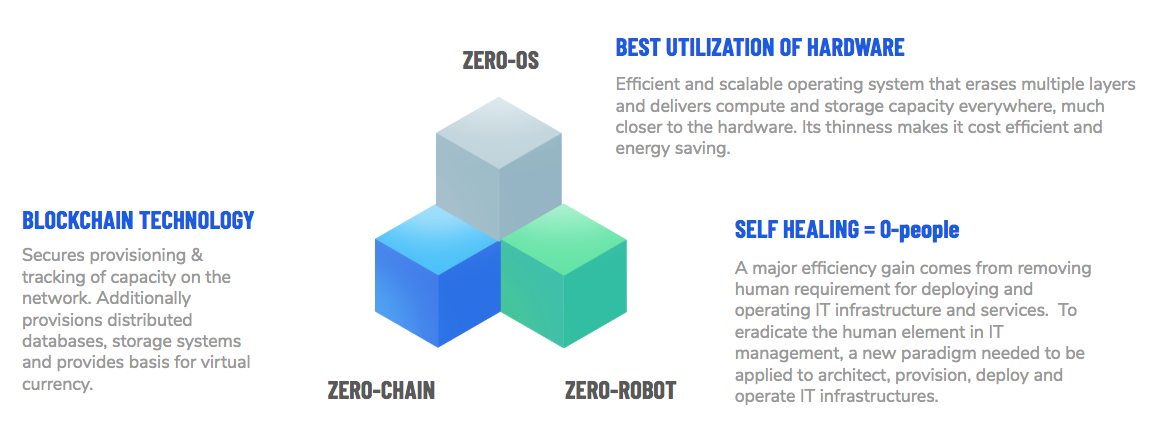 ZERO-OS
BEST UTILIZATION OF HARDWARE
Efficient and scalable operating system that erases multiple layers
and delivers compute and storage capacity everywhere, much
closer to the hardware. Its thinness makes it cost efficient and
energy saving.
BLOCKCHAIN TECHNOLOGY
Secures provisioning &
tracking of capacity on the
network. Additionally
provisions distributed
databases, storage systems
and provides basis for virtual
currency.
SELF HEALING = 0-people
A major efficiency gain comes from removing
human requirement for deploying and
operating IT infrastructure and services.  To
eradicate the human element in IT
management, a new paradigm needed to be
applied to architect, provision, deploy and
operate IT infrastructures.
ZERO-CHAIN
ZERO-ROBOT